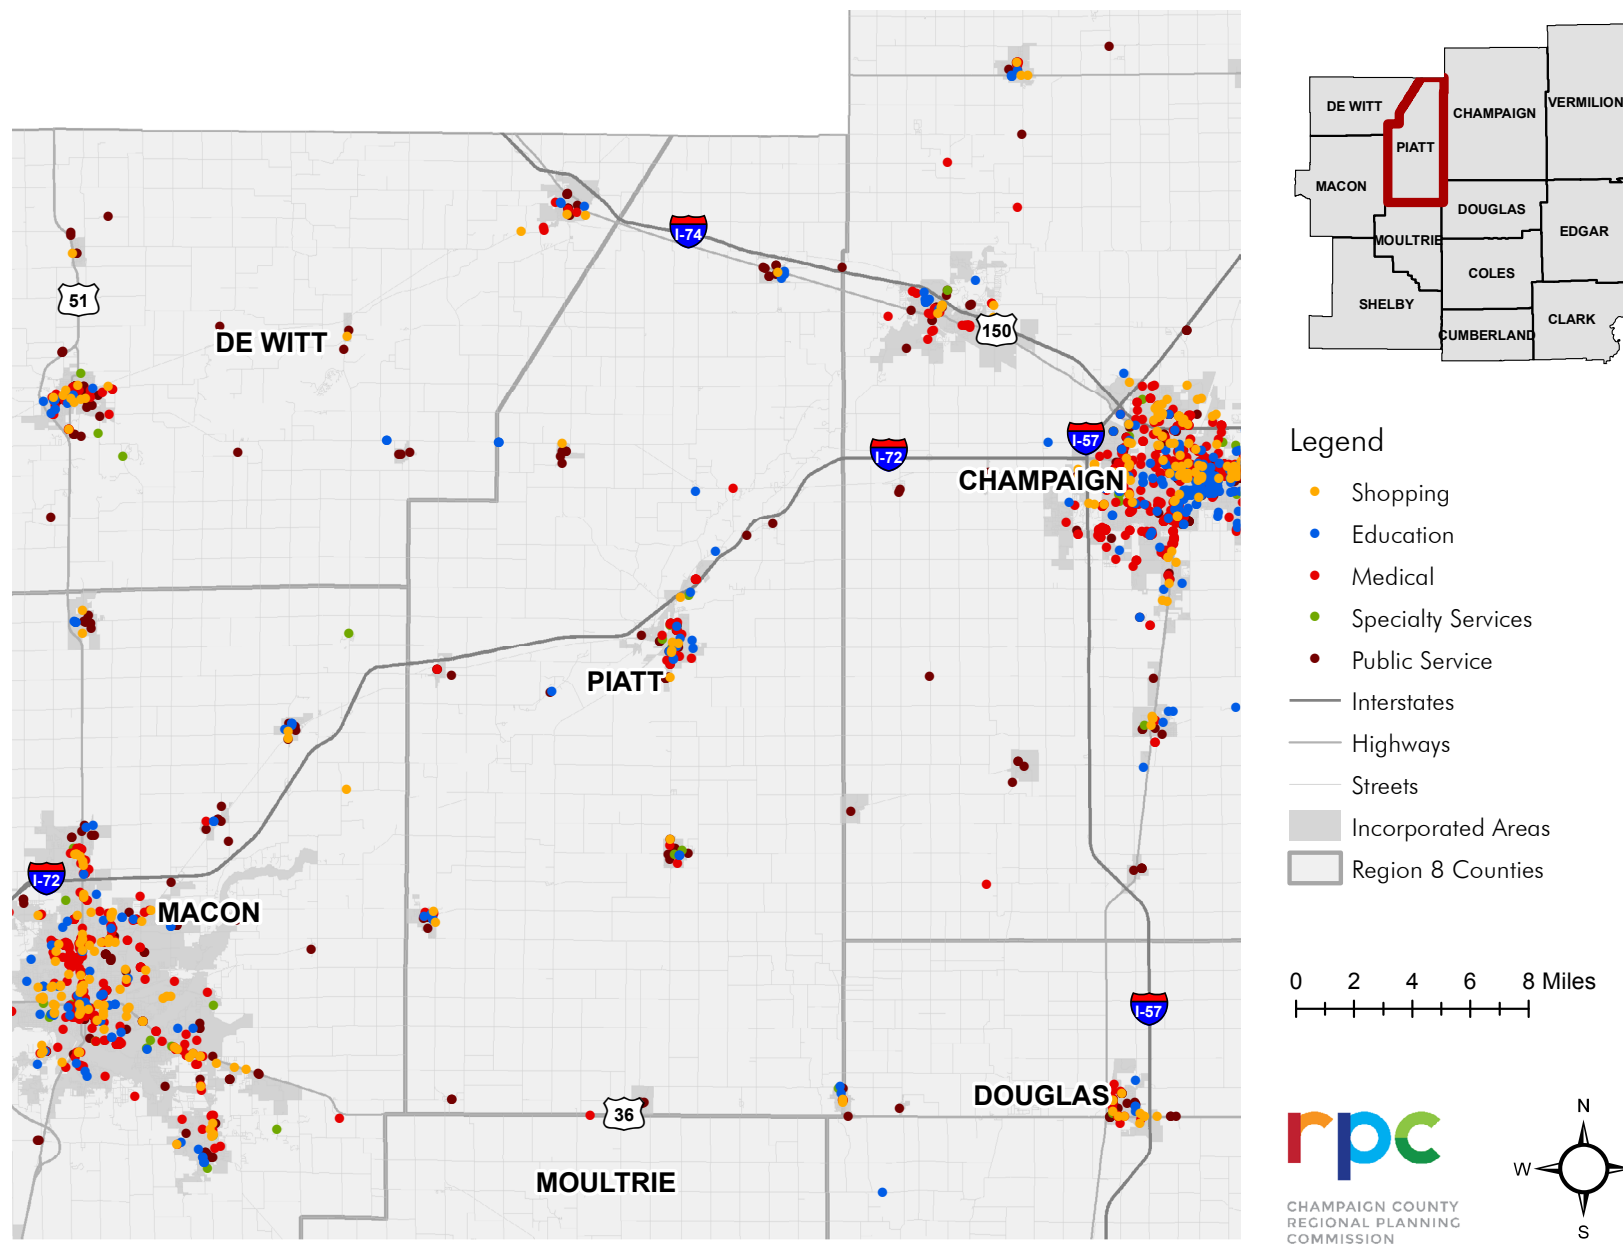 I-74
51
DE WITT
150
I-57
I-72
CHAMPAIGN
PIATT
I-72
MACON
I-57
DOUGLAS
36
MOULTRIE
DE WITT
CHAMPAIGN
VERMILION
PIATT
MACON
DOUGLAS
MOULTRIE
EDGAR
COLES
SHELBY
CLARK
CUMBERLAND
Legend
Shopping
Education
Medical
Specialty Services
Public Service
Interstates
Highways
Streets
Incorporated Areas
Region 8 Counties
0 2 4 6 8 Miles
rpc
CHAMPAIGN COUNTY
REGIONAL PLANNING
COMMISSION
N
W
S